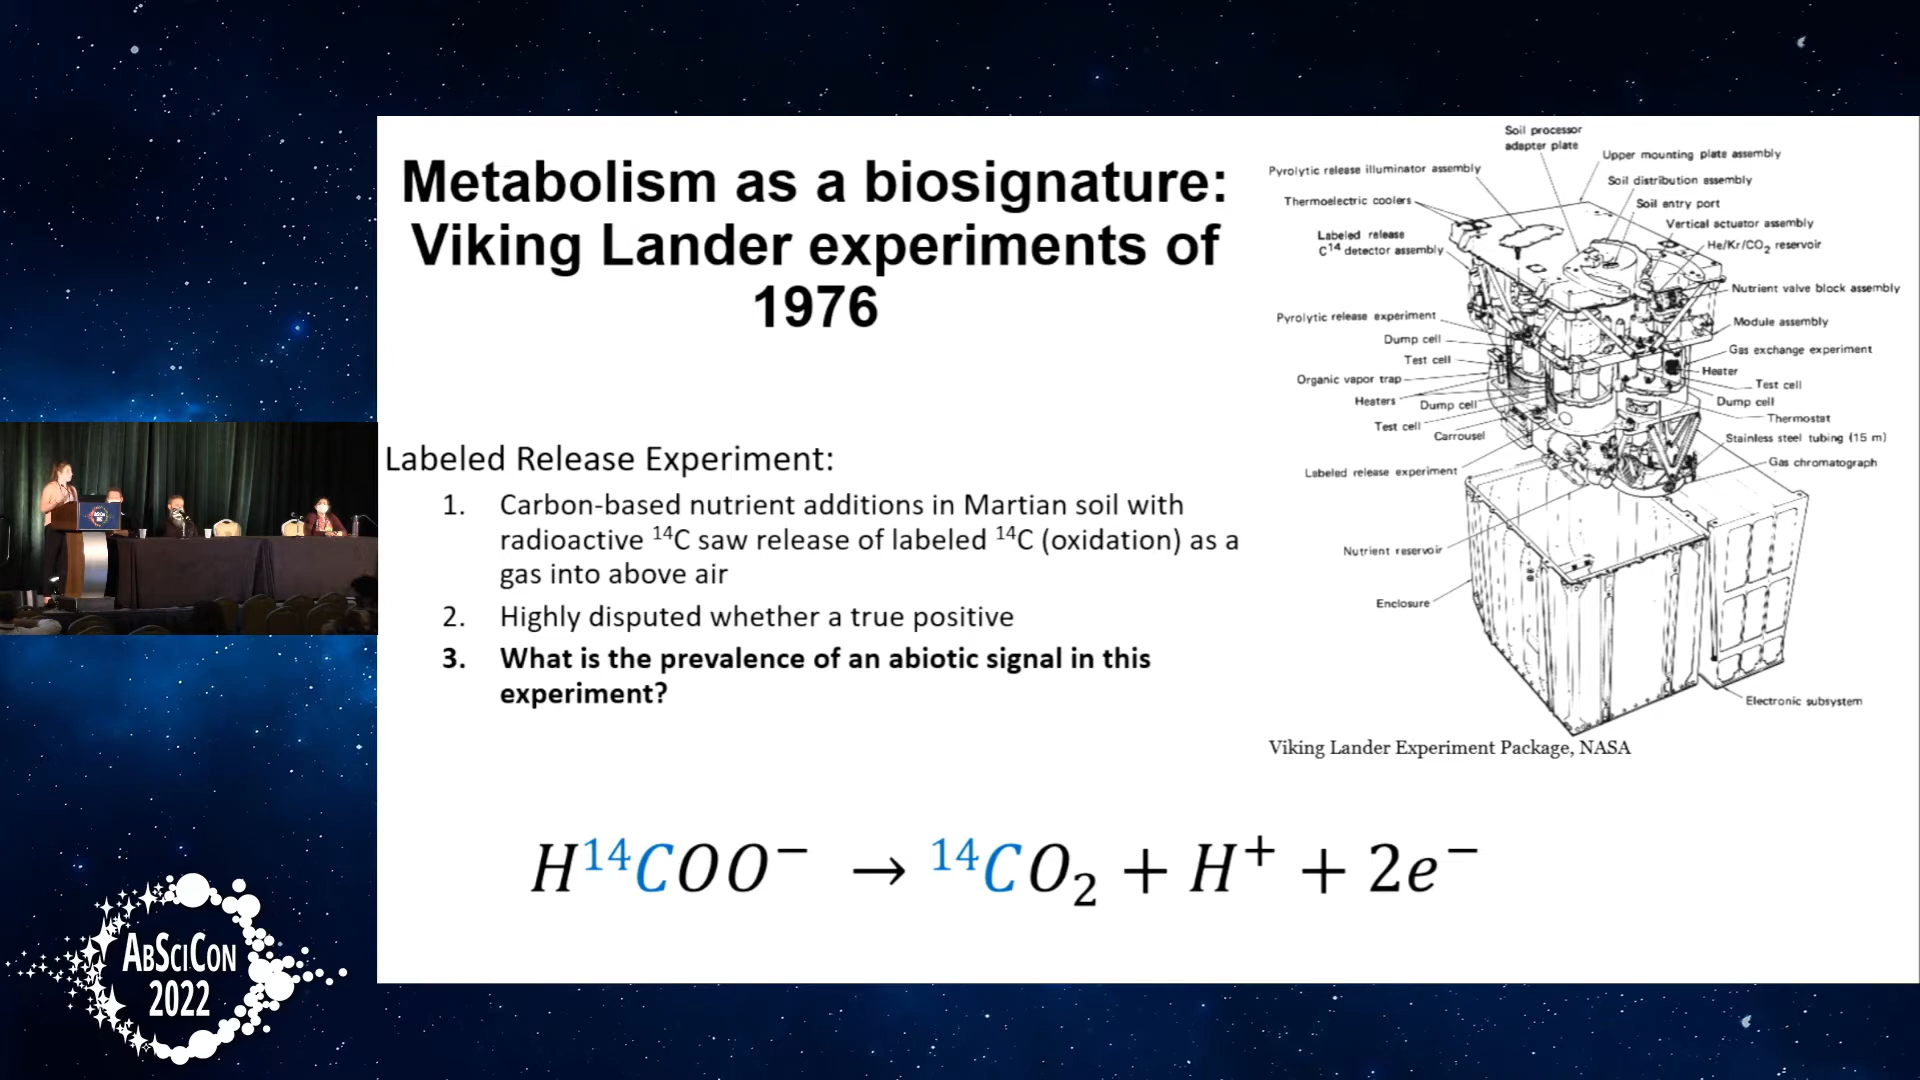 Metabolism as a biosignature:
Viking Lander experiments of
1976
Labeled Release Experiment:
1. Carbon-based nutrient additions in Martian soil with
radioactive ¹⁴C saw release of labeled ¹⁴C (oxidation) as a
gas into above air
2. Highly disputed whether a true positive
3. What is the prevalence of an abiotic signal in this
experiment?
H¹⁴COO⁻ → ¹⁴CO₂ + H⁺ + 2e⁻
Soil processor
adapter plate
Pyrolytic release illuminator assembly
Thermoelectric coolers
Labeled release
C¹⁴ detector assembly
Pyrolytic release experiment
Dump cell
Test cell
Organic vapor trap
Heaters
Dump cell
Test cell
Carrousel
Labeled release experiment
Nutrient reservoir
Enclosure
Upper mounting plate assembly
Soil distribution assembly
Soil entry port
Vertical actuator assembly
He/Kr/CO₂ reservoir
Nutrient valve block assembly
Module assembly
Gas exchange experiment
Heater
Test cell
Dump cell
Thermostat
Stainless steel tubing (15 m)
Gas chromatograph
Electronic subsystem
Viking Lander Experiment Package, NASA
ABSCICON
2022